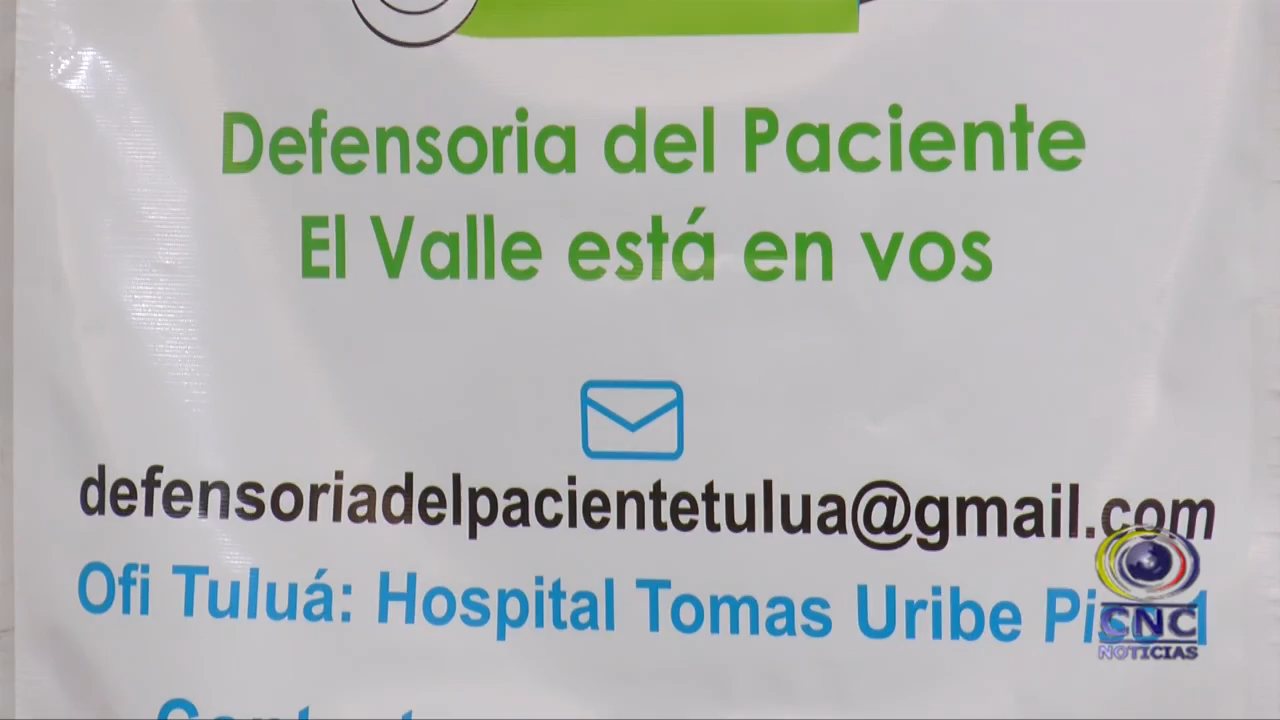 Defensoria del Paciente
El Valle está en vos
defensoriadelpacientetulua@gmail.com
Ofi Tuluá: Hospital Tomas Uribe
CNC
NOTICIAS